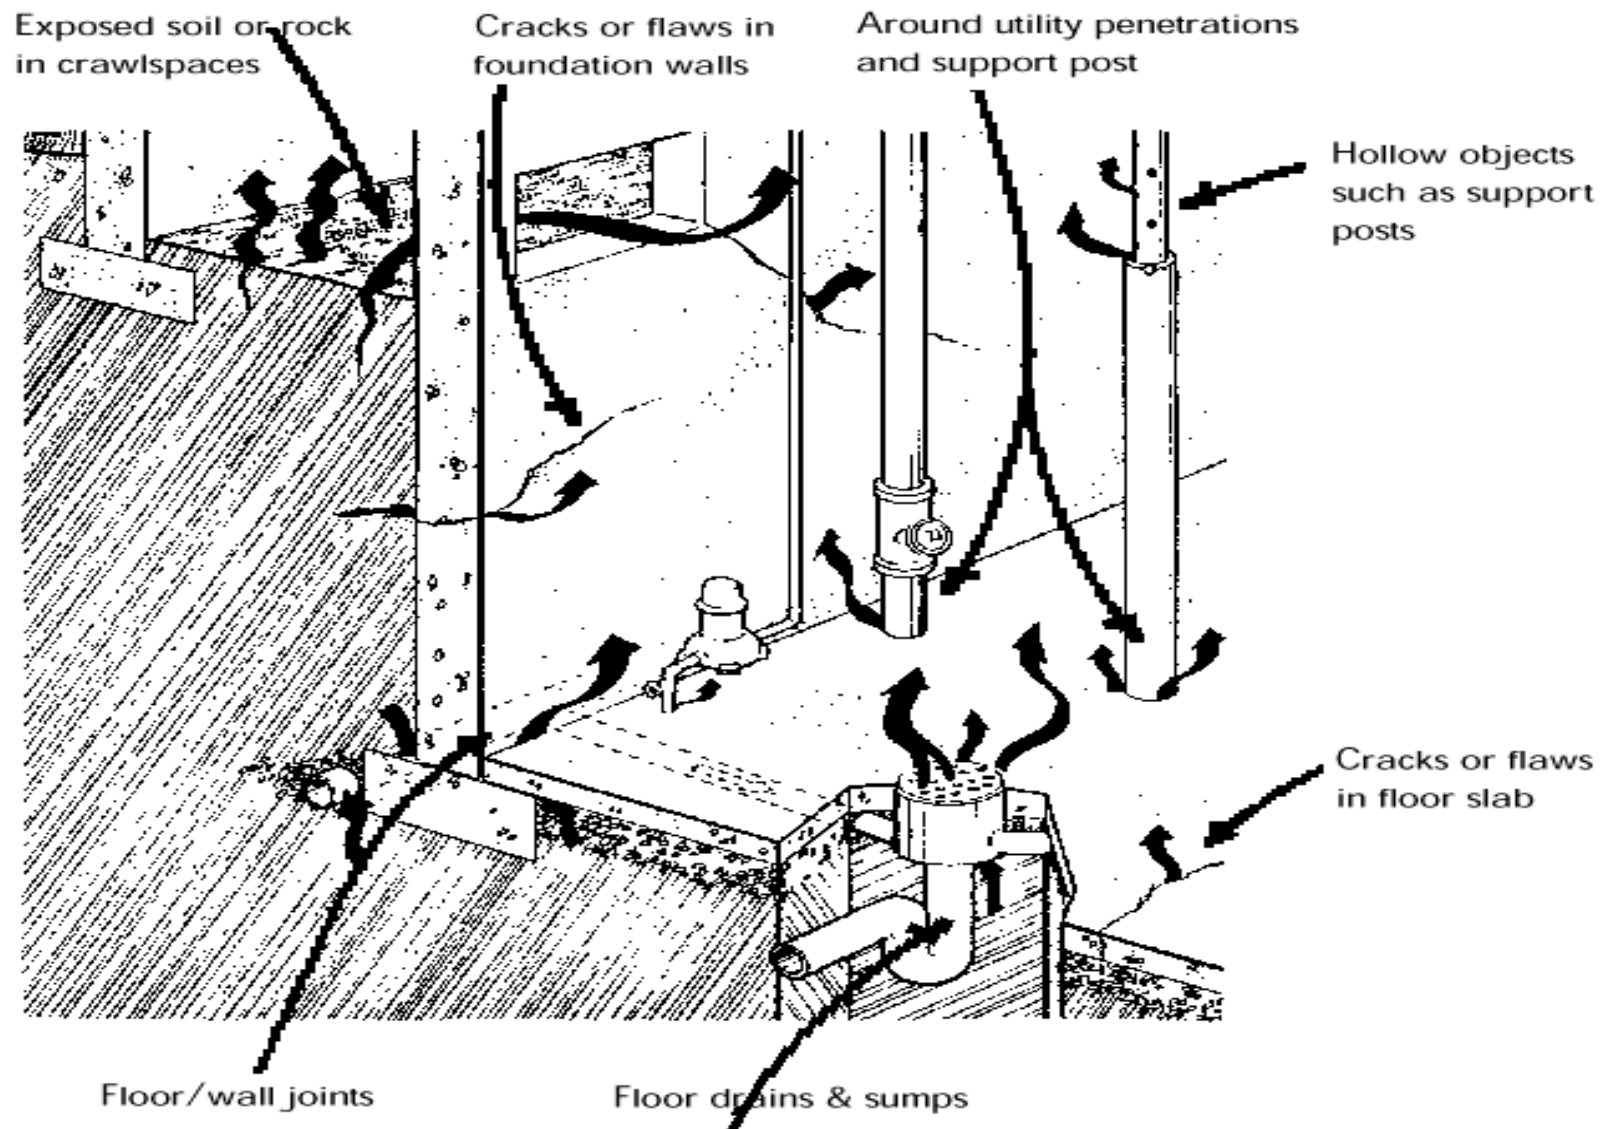 Exposed soil or rock
in crawlspaces
Cracks or flaws in
foundation walls
Around utility penetrations
and support post
Hollow objects
such as support
posts
Cracks or flaws
in floor slab
Floor/wall joints
Floor drains & sumps